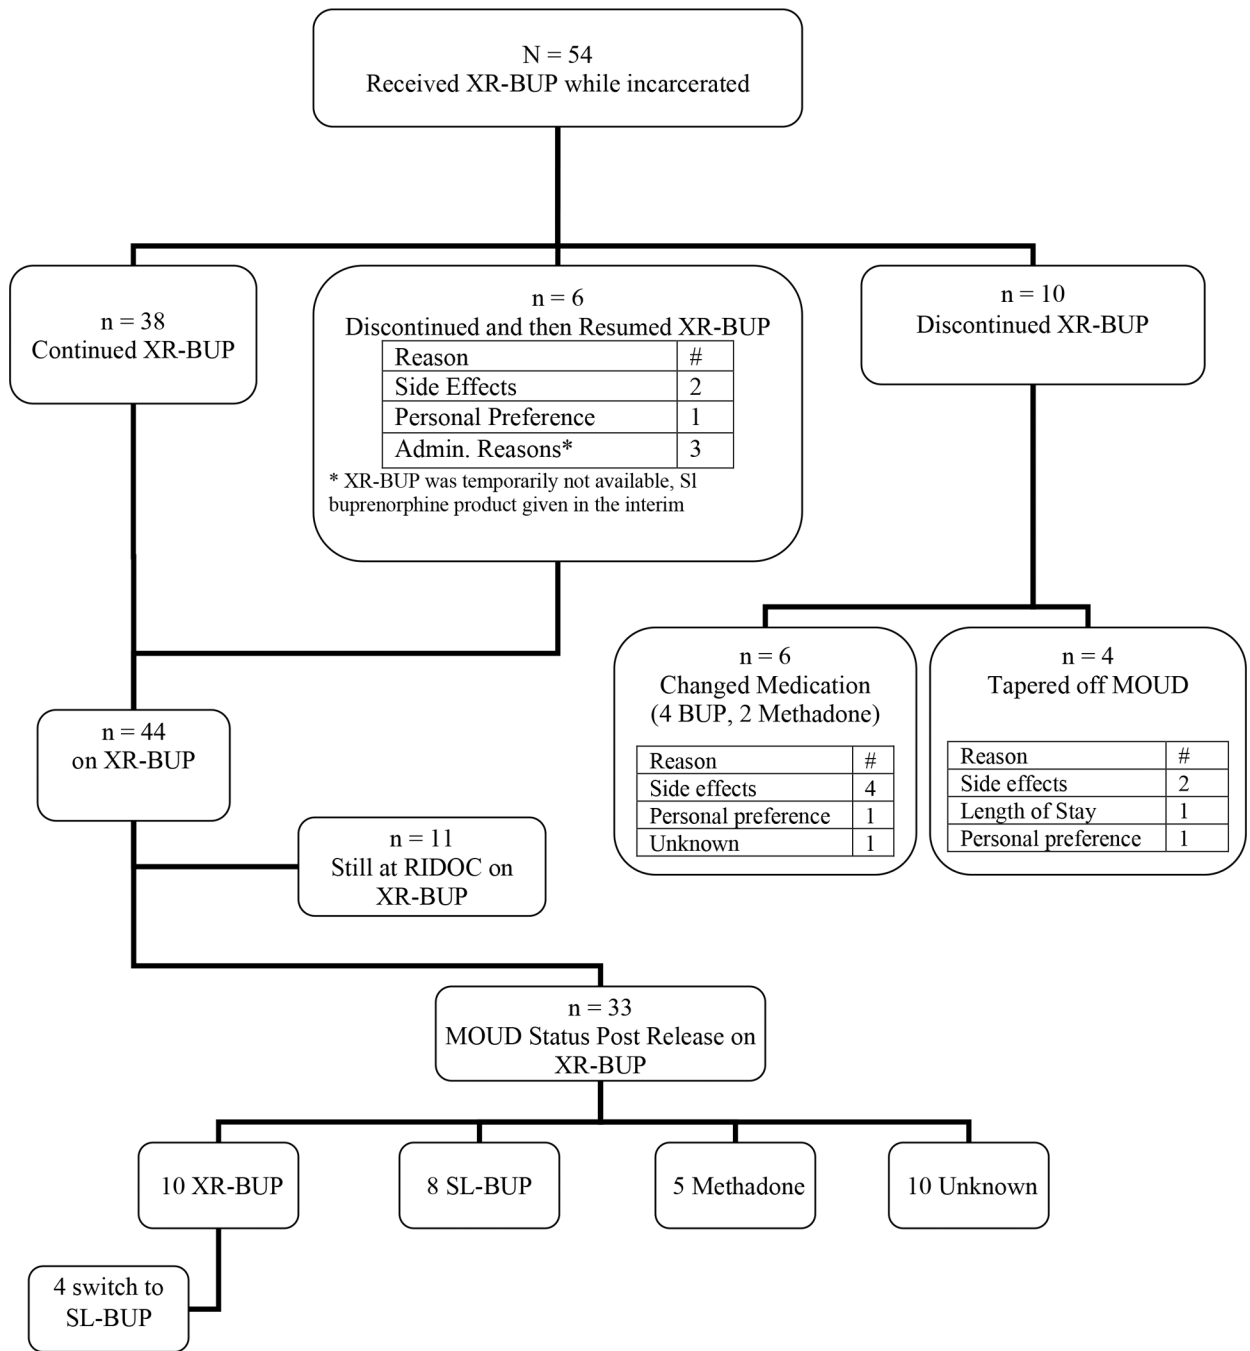 N = 54
Received XR-BUP while incarcerated
n = 38
Continued XR-BUP
n = 6
Discontinued and then Resumed XR-BUP
Reason #
Side Effects 2
Personal Preference 1
Admin. Reasons* 3
* XR-BUP was temporarily not available, Sl
buprenorphine product given in the interim
n = 10
Discontinued XR-BUP
n = 6
Changed Medication
(4 BUP, 2 Methadone)
Reason #
Side effects 4
Personal preference 1
Unknown 1
n = 4
Tapered off MOUD
Reason #
Side effects 2
Length of Stay 1
Personal preference 1
n = 44
on XR-BUP
n = 11
Still at RIDOC on
XR-BUP
n = 33
MOUD Status Post Release on
XR-BUP
10 XR-BUP
8 SL-BUP
5 Methadone
10 Unknown
4 switch to
SL-BUP